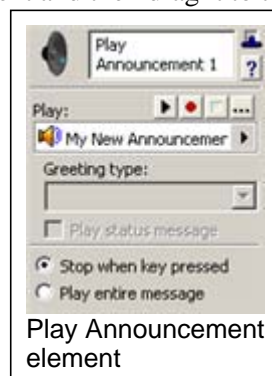 Play
Announcement 1
?
Play:
...
My New Announcemer
Greeting type:
Play status message
Stop when key pressed
Play entire message
Play Announcement
element